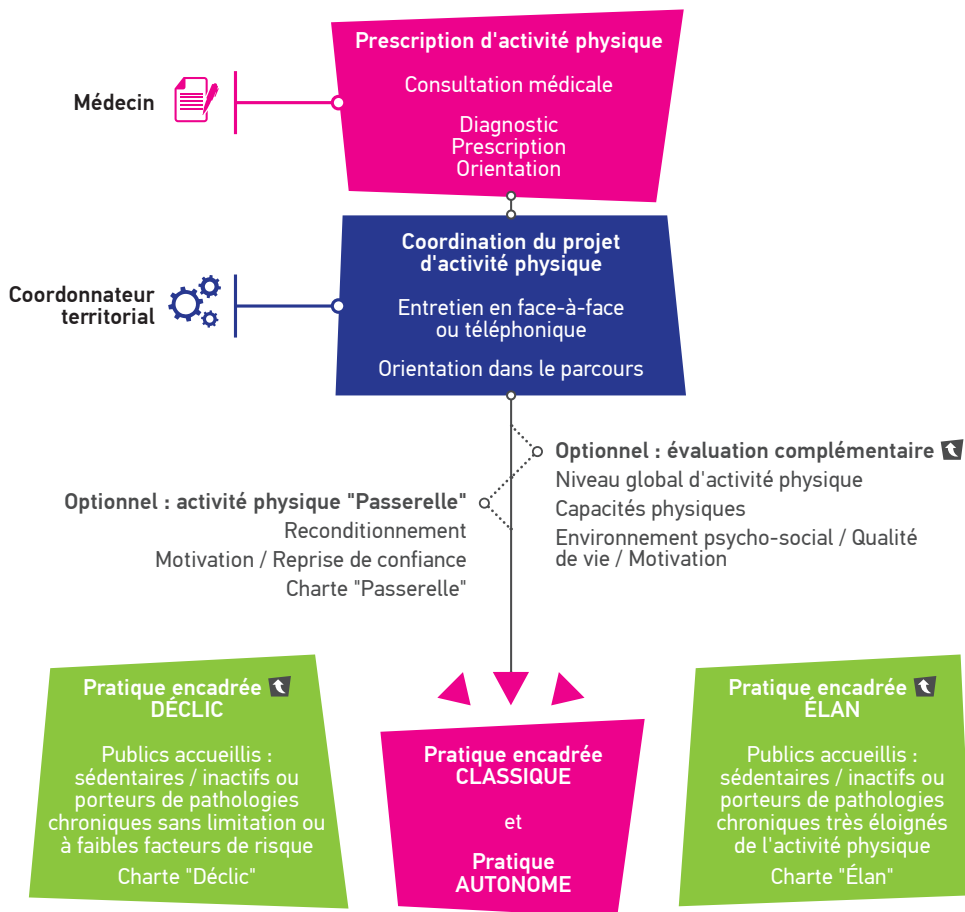 Prescription d'activité physique
Consultation médicale
Diagnostic
Prescription
Orientation
Médecin
Coordination du projet
d'activité physique
Entretien en face-à-face
ou téléphonique
Orientation dans le parcours
Coordonnateur
territorial
Optionnel : évaluation complémentaire
Niveau global d'activité physique
Capacités physiques
Environnement psycho-social / Qualité
de vie / Motivation
Optionnel : activité physique "Passerelle"
Reconditionnement
Motivation / Reprise de confiance
Charte "Passerelle"
Pratique encadrée
DÉCLIC
Publics accueillis :
sédentaires / inactifs ou
porteurs de pathologies
chroniques sans limitation ou
à faibles facteurs de risque
Charte "Déclic"
Pratique encadrée
CLASSIQUE
et
Pratique
AUTONOME
Pratique encadrée
ÉLAN
Publics accueillis :
sédentaires / inactifs ou
porteurs de pathologies
chroniques très éloignés
de l'activité physique
Charte "Élan"